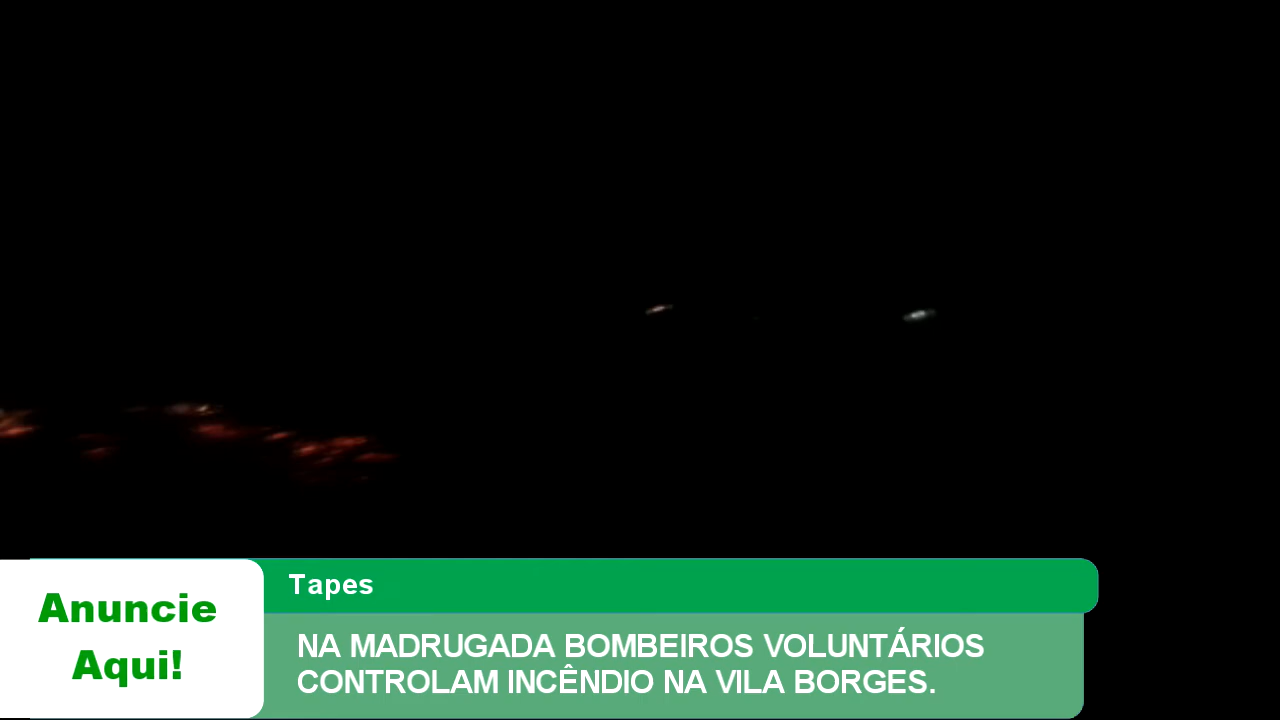 Anuncie
Aqui!
Tapes
NA MADRUGADA BOMBEIROS VOLUNTÁRIOS
CONTROLAM INCÊNDIO NA VILA BORGES.